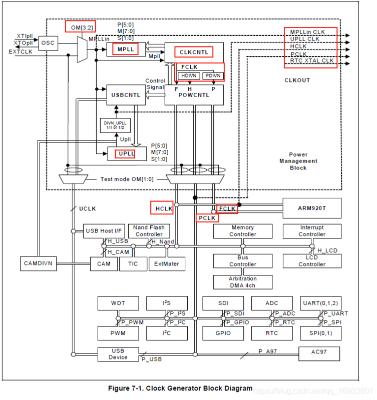 OM[3:2]
P[5:0]
M[7:0]
S[1:0]
MPLLin
MPLLin CLK
UPLL CLK
HCLK
PCLK
RTC XTAL CLK
XTIpll
XTOpll
EXTCLK
OSC
MPLL
Mpll
CLKCNTL
CLKOUT
FCLK
HDIVN
PDIVN
USBCNTL
Control
Signal
F
H
P
POWCNTL
DIVN_UPLL
1/1 or 1/2
Upll
P[5:0]
M[7:0]
S[1:0]
UPLL
Power
Management
Block
Test mode OM[1:0]
UCLK
HCLK
FCLK
PCLK
ARM920T
USB Host I/F
Nand Flash
Controller
Memory
Controller
Interrupt
Controller
H_USB
H_Nand
H_LCD
H_CAM
CAMDIVN
CAM
TIC
ExtMater
Bus
Controller
LCD
Controller
Arbitration
DMA 4ch
WDT
I²S
SDI
ADC
UART(0,1,2)
P_I²S
P_SDI
P_ADC
P_UART
P_PWM
P_I²C
P_GPIO
P_RTC
P_SPI
PWM
I²C
GPIO
RTC
SPI(0,1)
USB
Device
P_USB
P_A97
AC97
Figure 7-1. Clock Generator Block Diagram